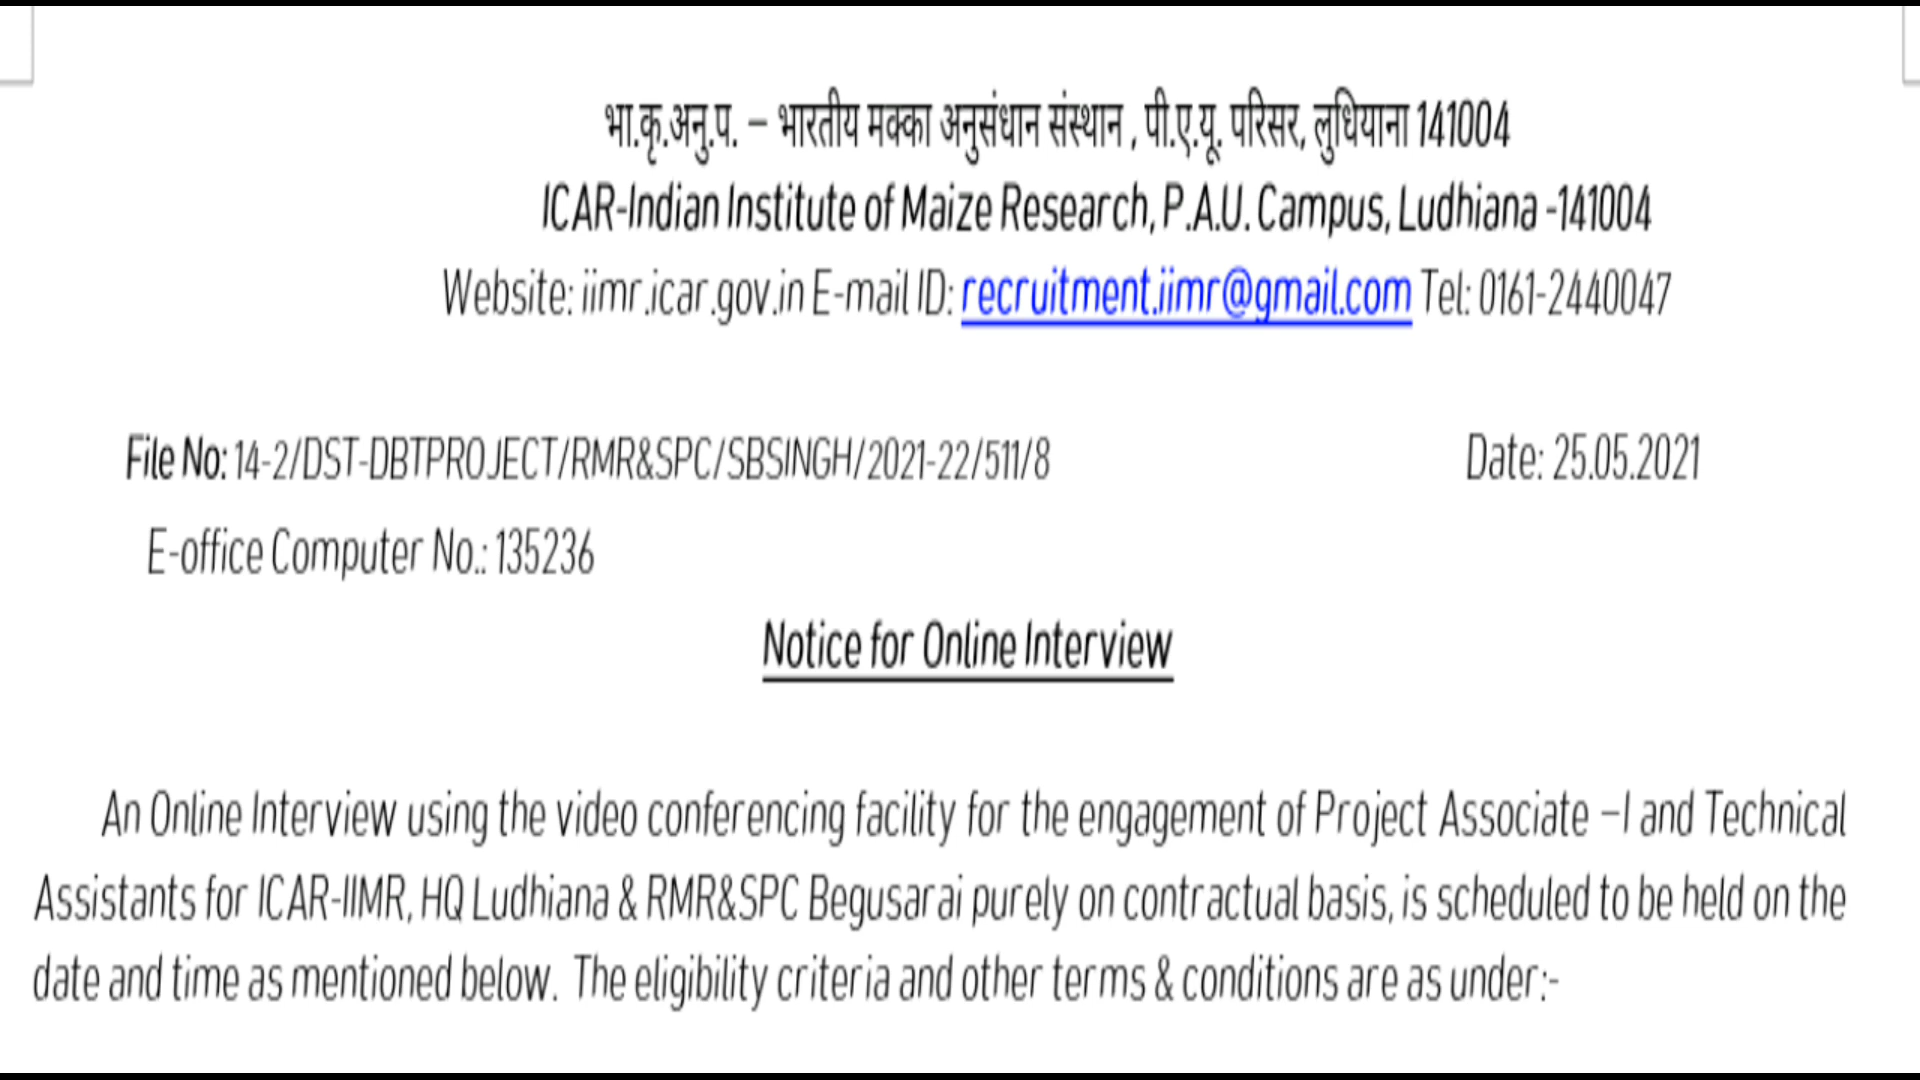 भा.कृ.अनु.प. – भारतीय मक्का अनुसंधान संस्थान , पी.ए.यू. परिसर, लुधियाना 141004
ICAR-Indian Institute of Maize Research, P.A.U. Campus, Ludhiana -141004
Website: iimr.icar.gov.in E-mail ID: recruitment.iimr@gmail.com Tel: 0161-2440047
File No: 14-2/DST-DBTPROJECT/RMR&SPC/SBSINGH/2021-22/511/8 Date: 25.05.2021
E-office Computer No.: 135236
Notice for Online Interview
An Online Interview using the video conferencing facility for the engagement of Project Associate –I and Technical
Assistants for ICAR-IIMR, HQ Ludhiana & RMR&SPC Begusarai purely on contractual basis, is scheduled to be held on the
date and time as mentioned below. The eligibility criteria and other terms & conditions are as under:-